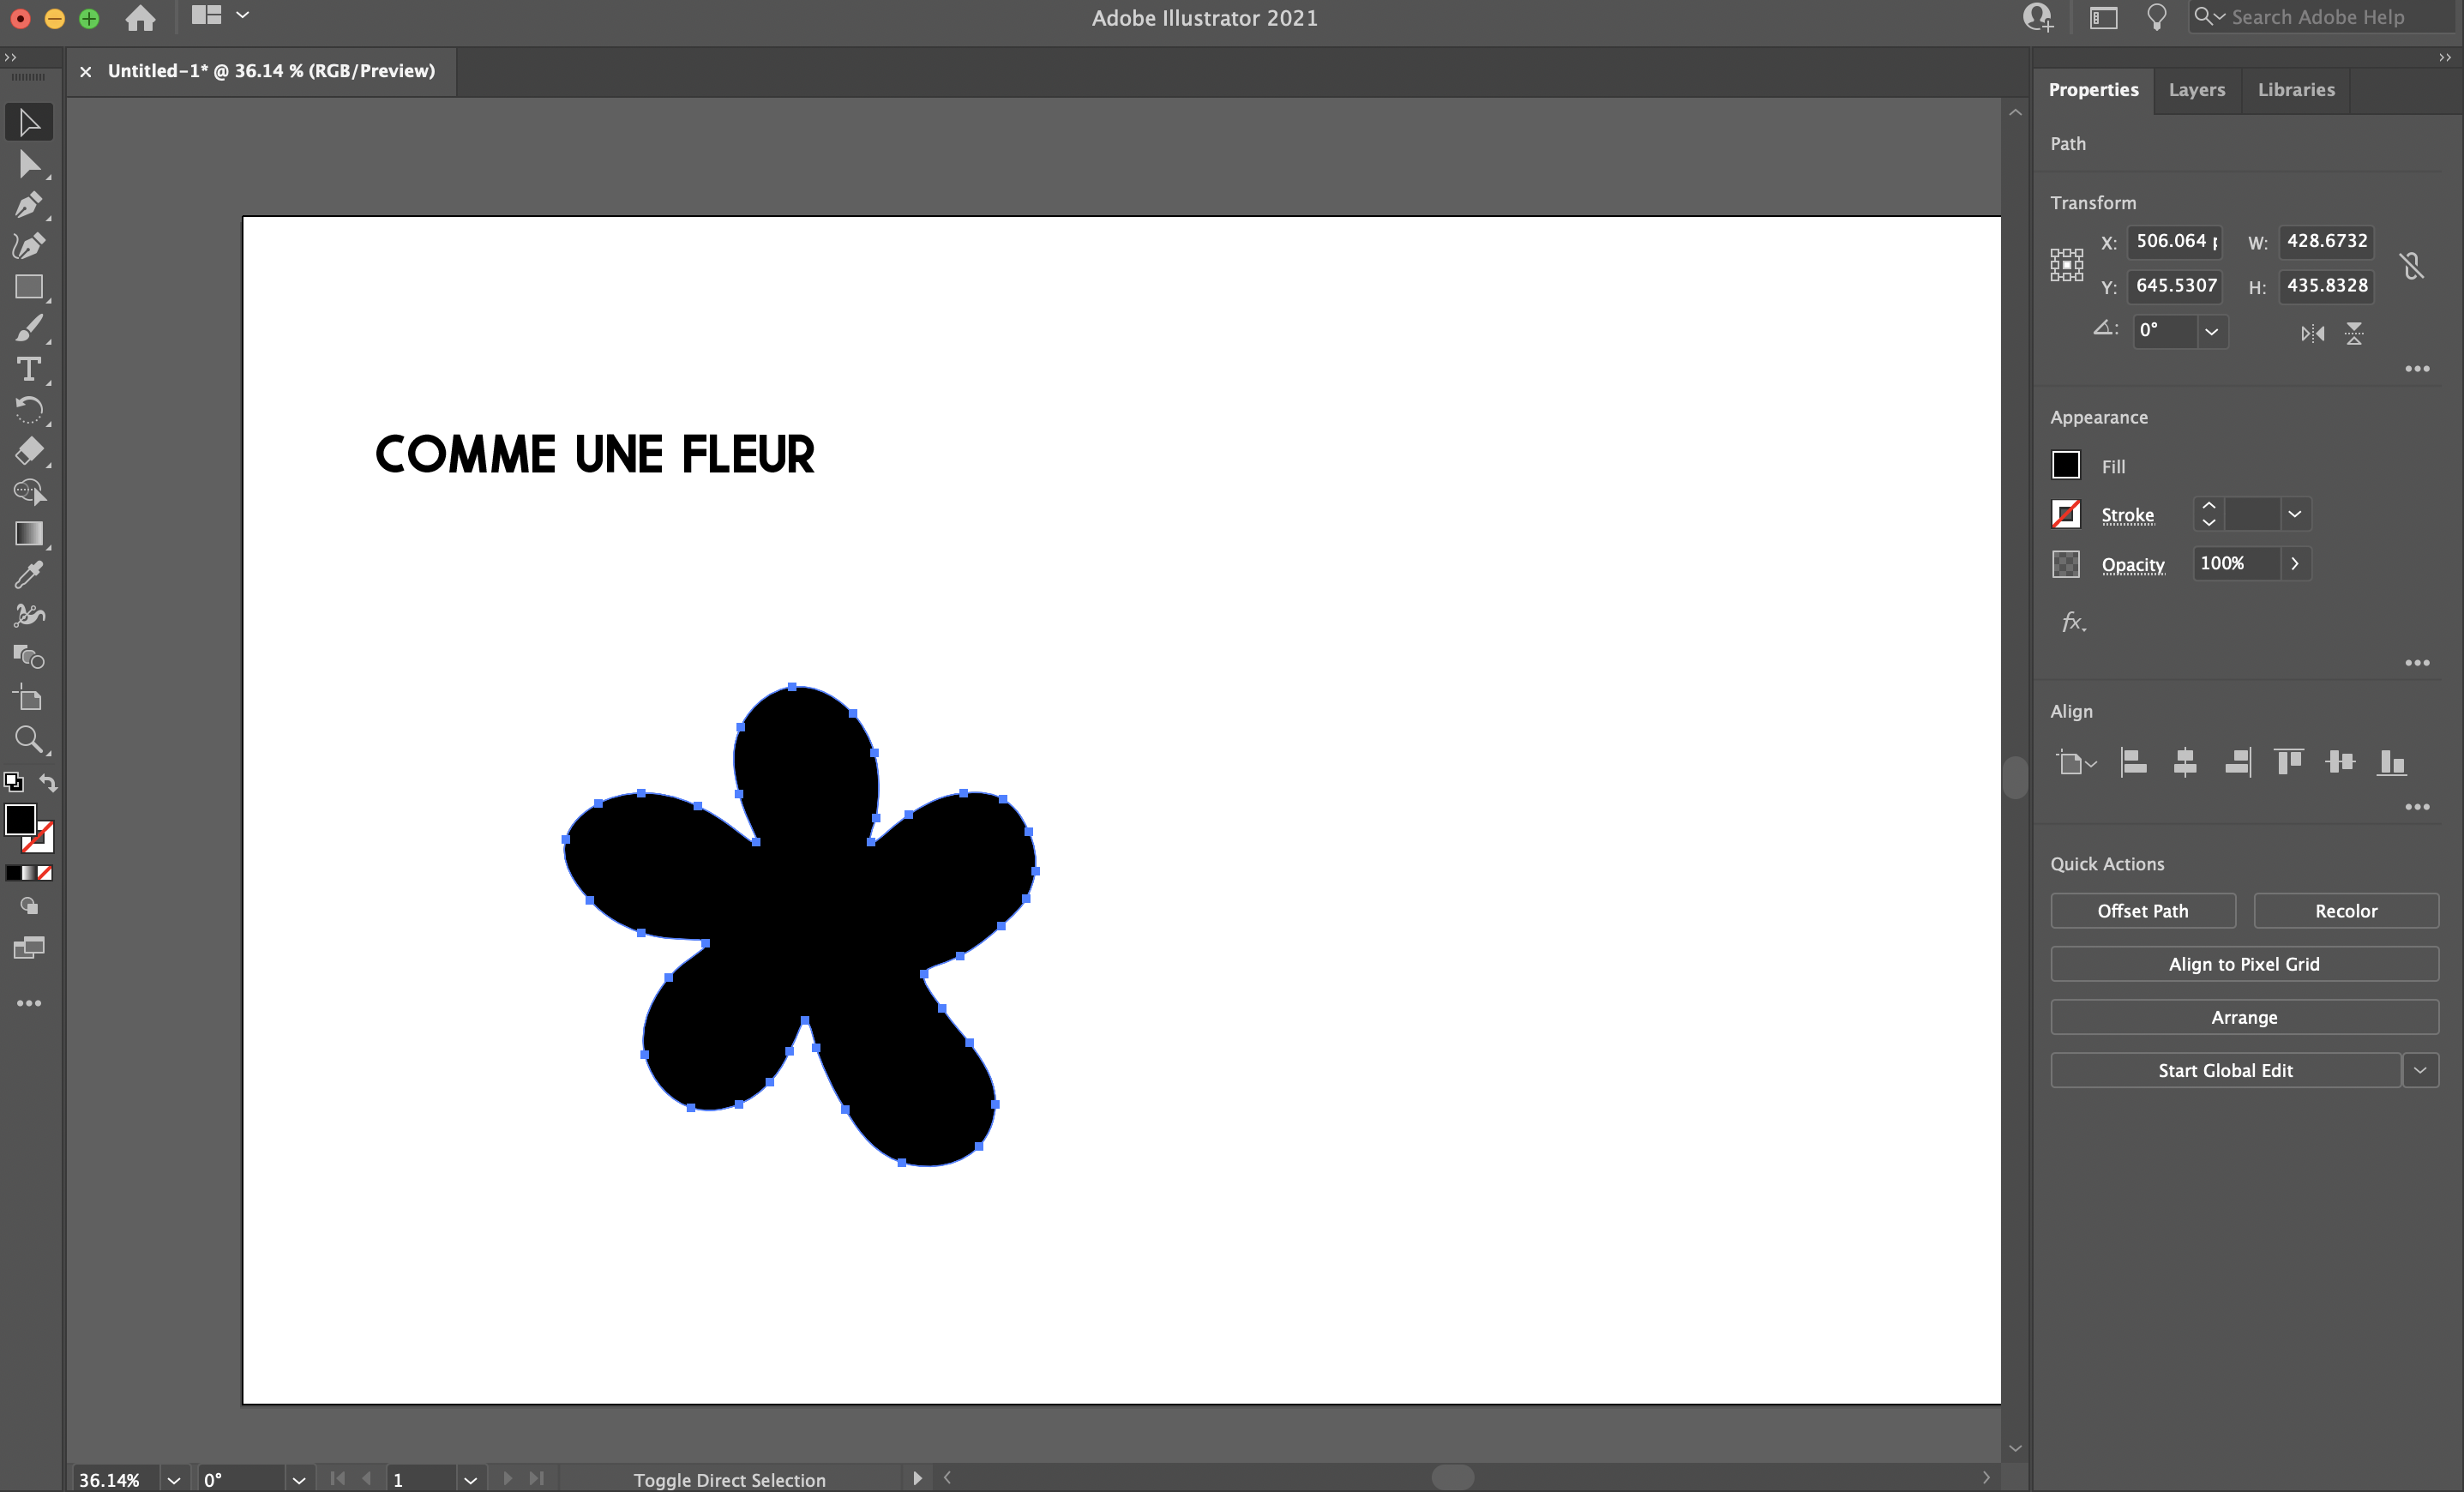 Adobe Illustrator 2021
Search Adobe Help
Untitled-1* @ 36.14 % (RGB/Preview)
Properties
Layers
Libraries
Path
Transform
X: 506.064 W: 428.6732
Y: 645.5307 H: 435.8328
0°
COMME UNE FLEUR
Appearance
Fill
Stroke
Opacity 100%
fx
Align
Quick Actions
Offset Path
Recolor
Align to Pixel Grid
Arrange
Start Global Edit
36.14% 0° 1 Toggle Direct Selection